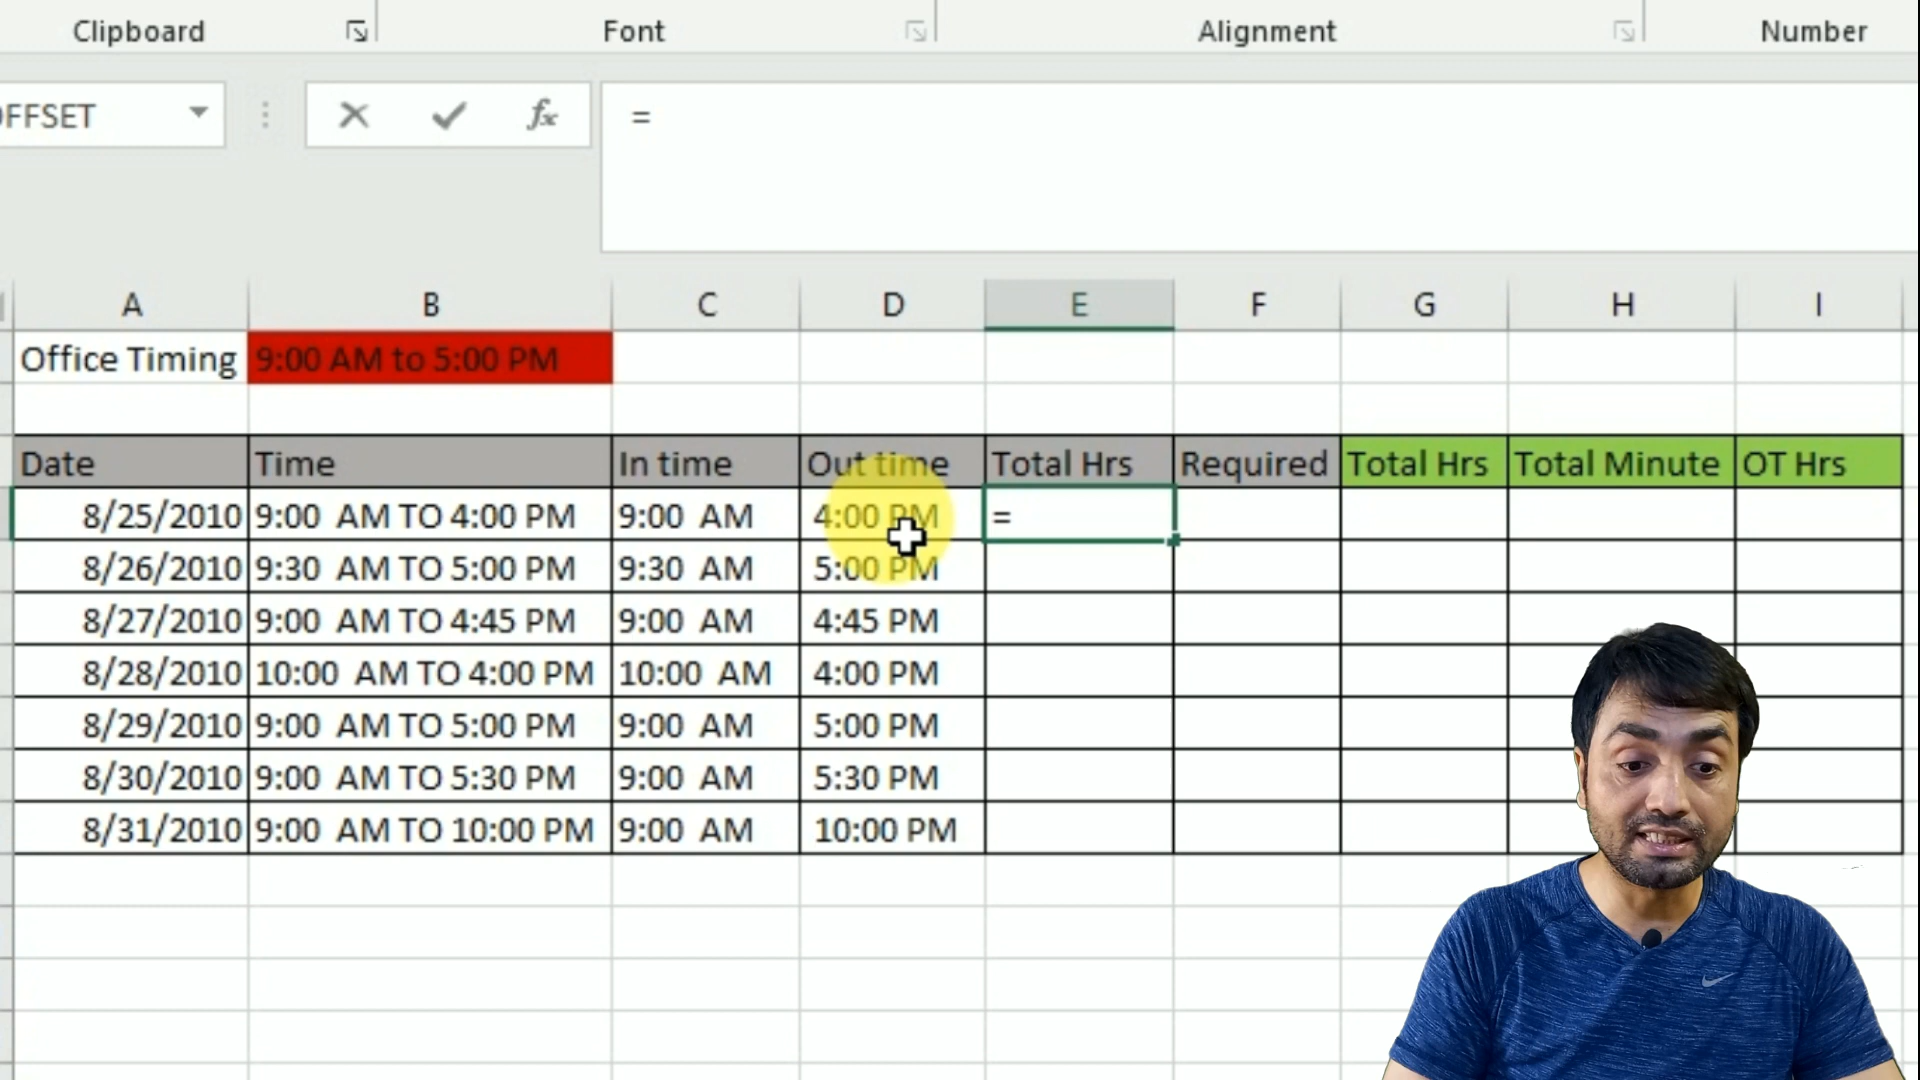 Clipboard Font Alignment Number
FFSET fx =
A B C D E F G H I
Office Timing 9:00 AM to 5:00 PM
Date Time In time Out time Total Hrs Required Total Hrs Total Minute OT Hrs
8/25/2010 9:00 AM TO 4:00 PM 9:00 AM 4:00 PM =
8/26/2010 9:30 AM TO 5:00 PM 9:30 AM 5:00 PM
8/27/2010 9:00 AM TO 4:45 PM 9:00 AM 4:45 PM
8/28/2010 10:00 AM TO 4:00 PM 10:00 AM 4:00 PM
8/29/2010 9:00 AM TO 5:00 PM 9:00 AM 5:00 PM
8/30/2010 9:00 AM TO 5:30 PM 9:00 AM 5:30 PM
8/31/2010 9:00 AM TO 10:00 PM 9:00 AM 10:00 PM